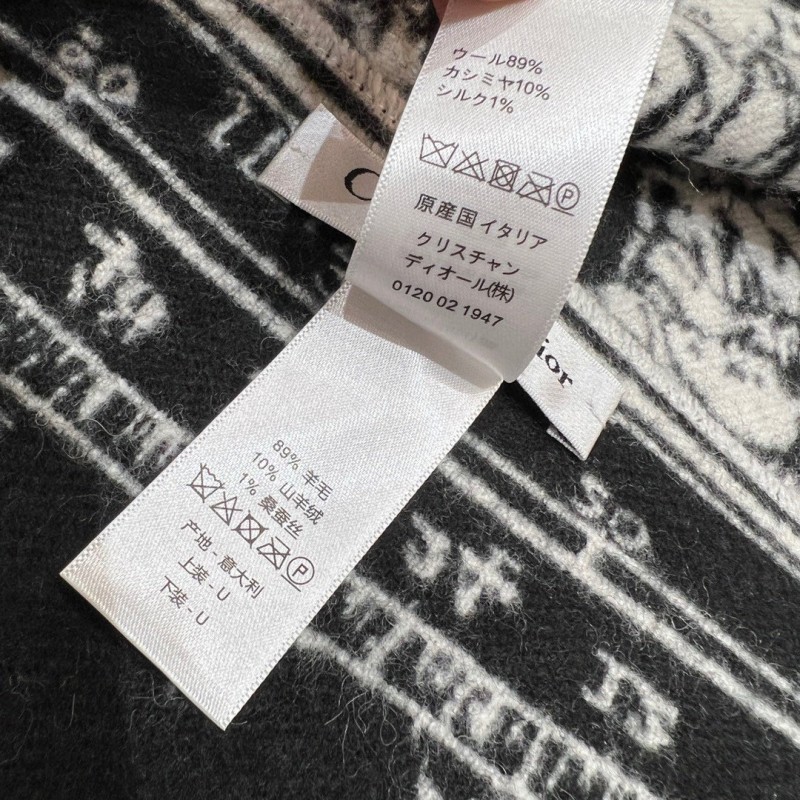 ウール89%
カシミヤ10%
シルク1%
P
原産国 イタリア
クリスチャン
ディオール(株)
0120 02 1947
ior
89% 羊毛
10% 山羊绒
1% 桑蚕丝
P
产地 - 意大利
上装 - U
下装 - U